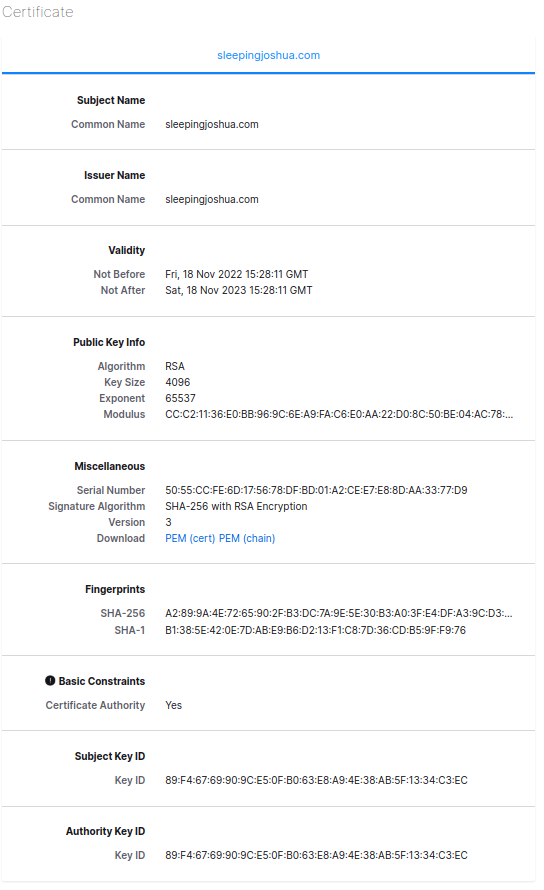 Certificate
sleepingjoshua.com
Subject Name
Common Name sleepingjoshua.com
Issuer Name
Common Name sleepingjoshua.com
Validity
Not Before Fri, 18 Nov 2022 15:28:11 GMT
Not After Sat, 18 Nov 2023 15:28:11 GMT
Public Key Info
Algorithm RSA
Key Size 4096
Exponent 65537
Modulus CC:C2:11:36:E0:BB:96:9C:6E:A9:FA:C6:E0:AA:22:D0:8C:50:BE:04:AC:78:...
Miscellaneous
Serial Number 50:55:CC:FE:6D:17:56:78:DF:BD:01:A2:CE:E7:E8:8D:AA:33:77:D9
Signature Algorithm SHA-256 with RSA Encryption
Version 3
Download PEM (cert) PEM (chain)
Fingerprints
SHA-256 A2:89:9A:4E:72:65:90:2F:B3:DC:7A:9E:5E:30:B3:A0:3F:E4:DF:A3:9C:D3:...
SHA-1 B1:38:5E:42:0E:7D:AB:E9:B6:D2:13:F1:C8:7D:36:CD:B5:9F:F9:76
Basic Constraints
Certificate Authority Yes
Subject Key ID
Key ID 89:F4:67:69:90:9C:E5:0F:B0:63:E8:A9:4E:38:AB:5F:13:34:C3:EC
Authority Key ID
Key ID 89:F4:67:69:90:9C:E5:0F:B0:63:E8:A9:4E:38:AB:5F:13:34:C3:EC